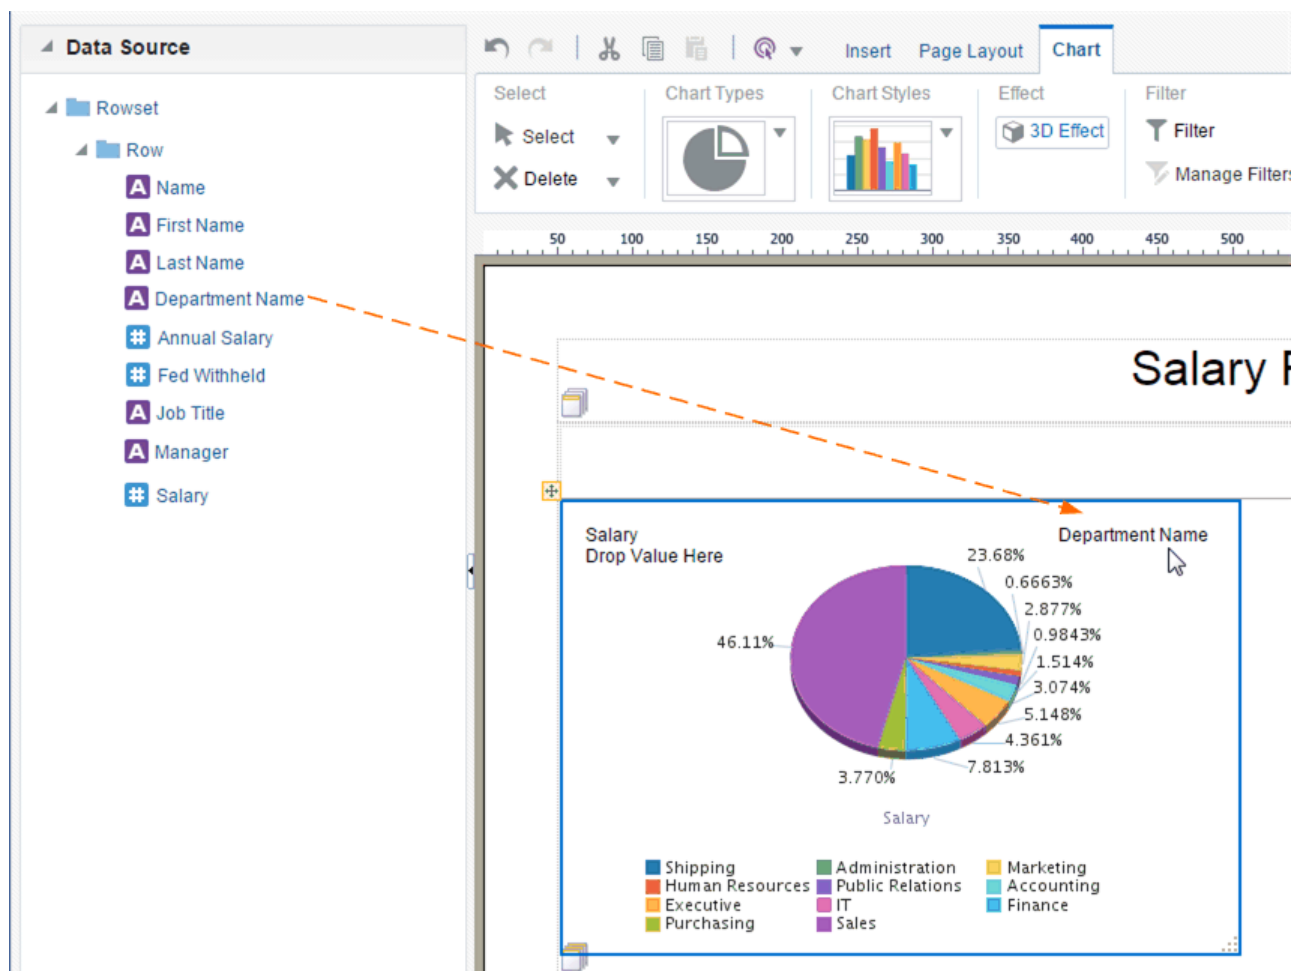 Data Source
Rowset
Row
A Name
A First Name
A Last Name
A Department Name
# Annual Salary
# Fed Withheld
A Job Title
A Manager
# Salary
Insert Page Layout Chart
Select Chart Types Chart Styles Effect Filter
Select 3D Effect Filter
Delete Manage Filters
50 100 150 200 250 300 350 400 450 500
Salary
Salary
Drop Value Here
Department Name
23.68%
0.6663%
2.877%
0.9843%
1.514%
3.074%
5.148%
4.361%
7.813%
3.770%
46.11%
Salary
Shipping Administration Marketing
Human Resources Public Relations Accounting
Executive IT Finance
Purchasing Sales